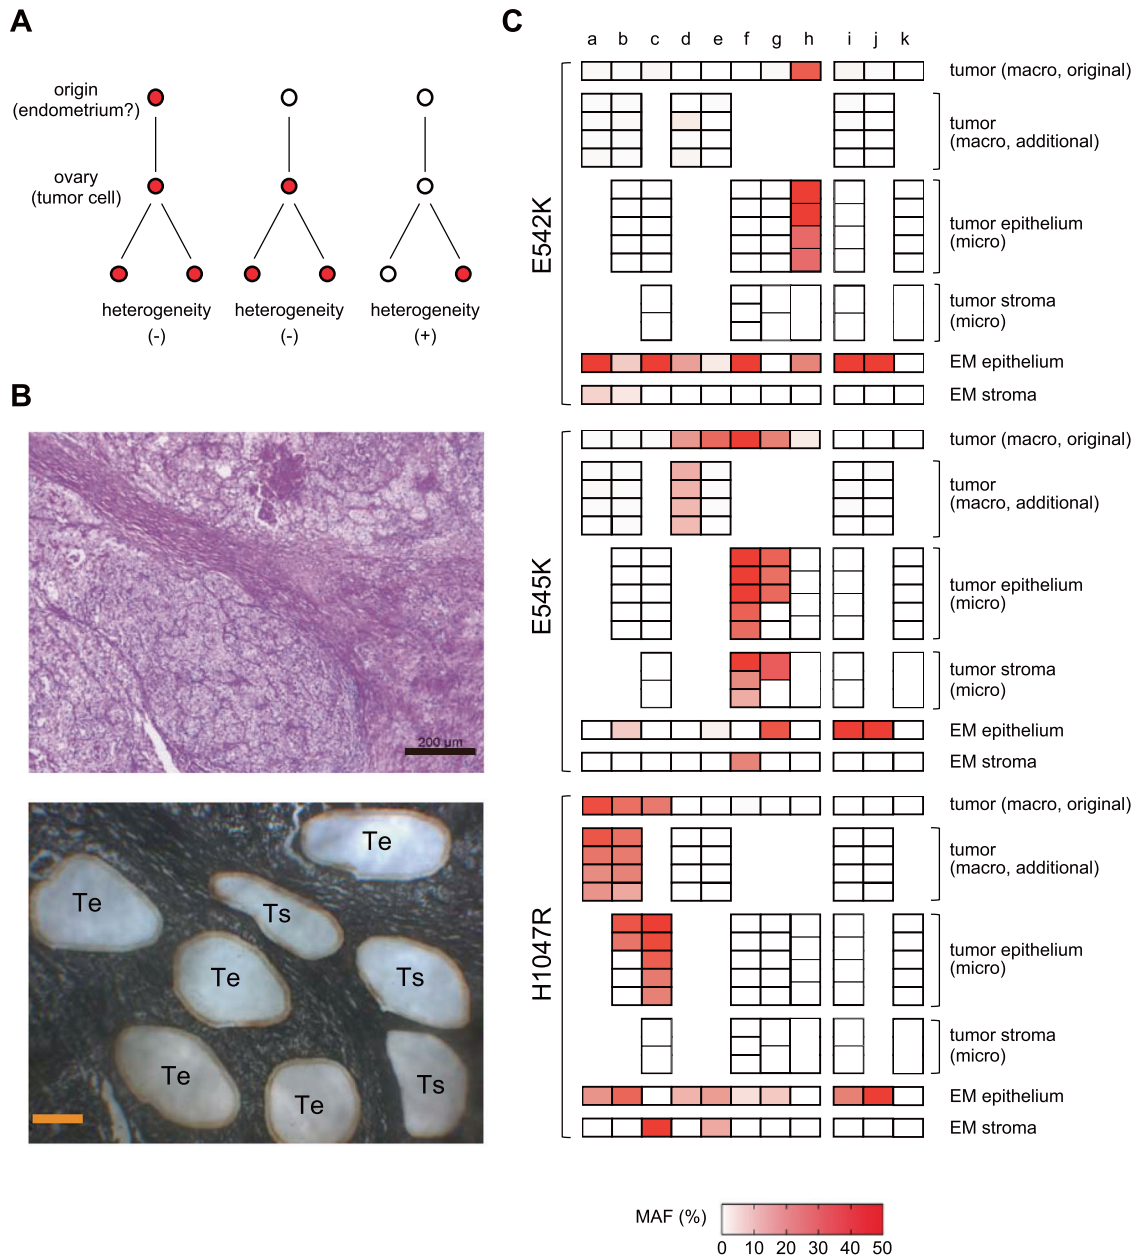 A
origin
(endometrium?)
ovary
(tumor cell)
heterogeneity
(-)
heterogeneity
(-)
heterogeneity
(+)
B
200 um
Te
Te
Ts
Te
Ts
Te
Te
Ts
C
a b c d e f g h i j k
E542K
tumor (macro, original)
tumor
(macro, additional)
tumor epithelium
(micro)
tumor stroma
(micro)
EM epithelium
EM stroma
E545K
tumor (macro, original)
tumor
(macro, additional)
tumor epithelium
(micro)
tumor stroma
(micro)
EM epithelium
EM stroma
H1047R
tumor (macro, original)
tumor
(macro, additional)
tumor epithelium
(micro)
tumor stroma
(micro)
EM epithelium
EM stroma
MAF (%)
0 10 20 30 40 50